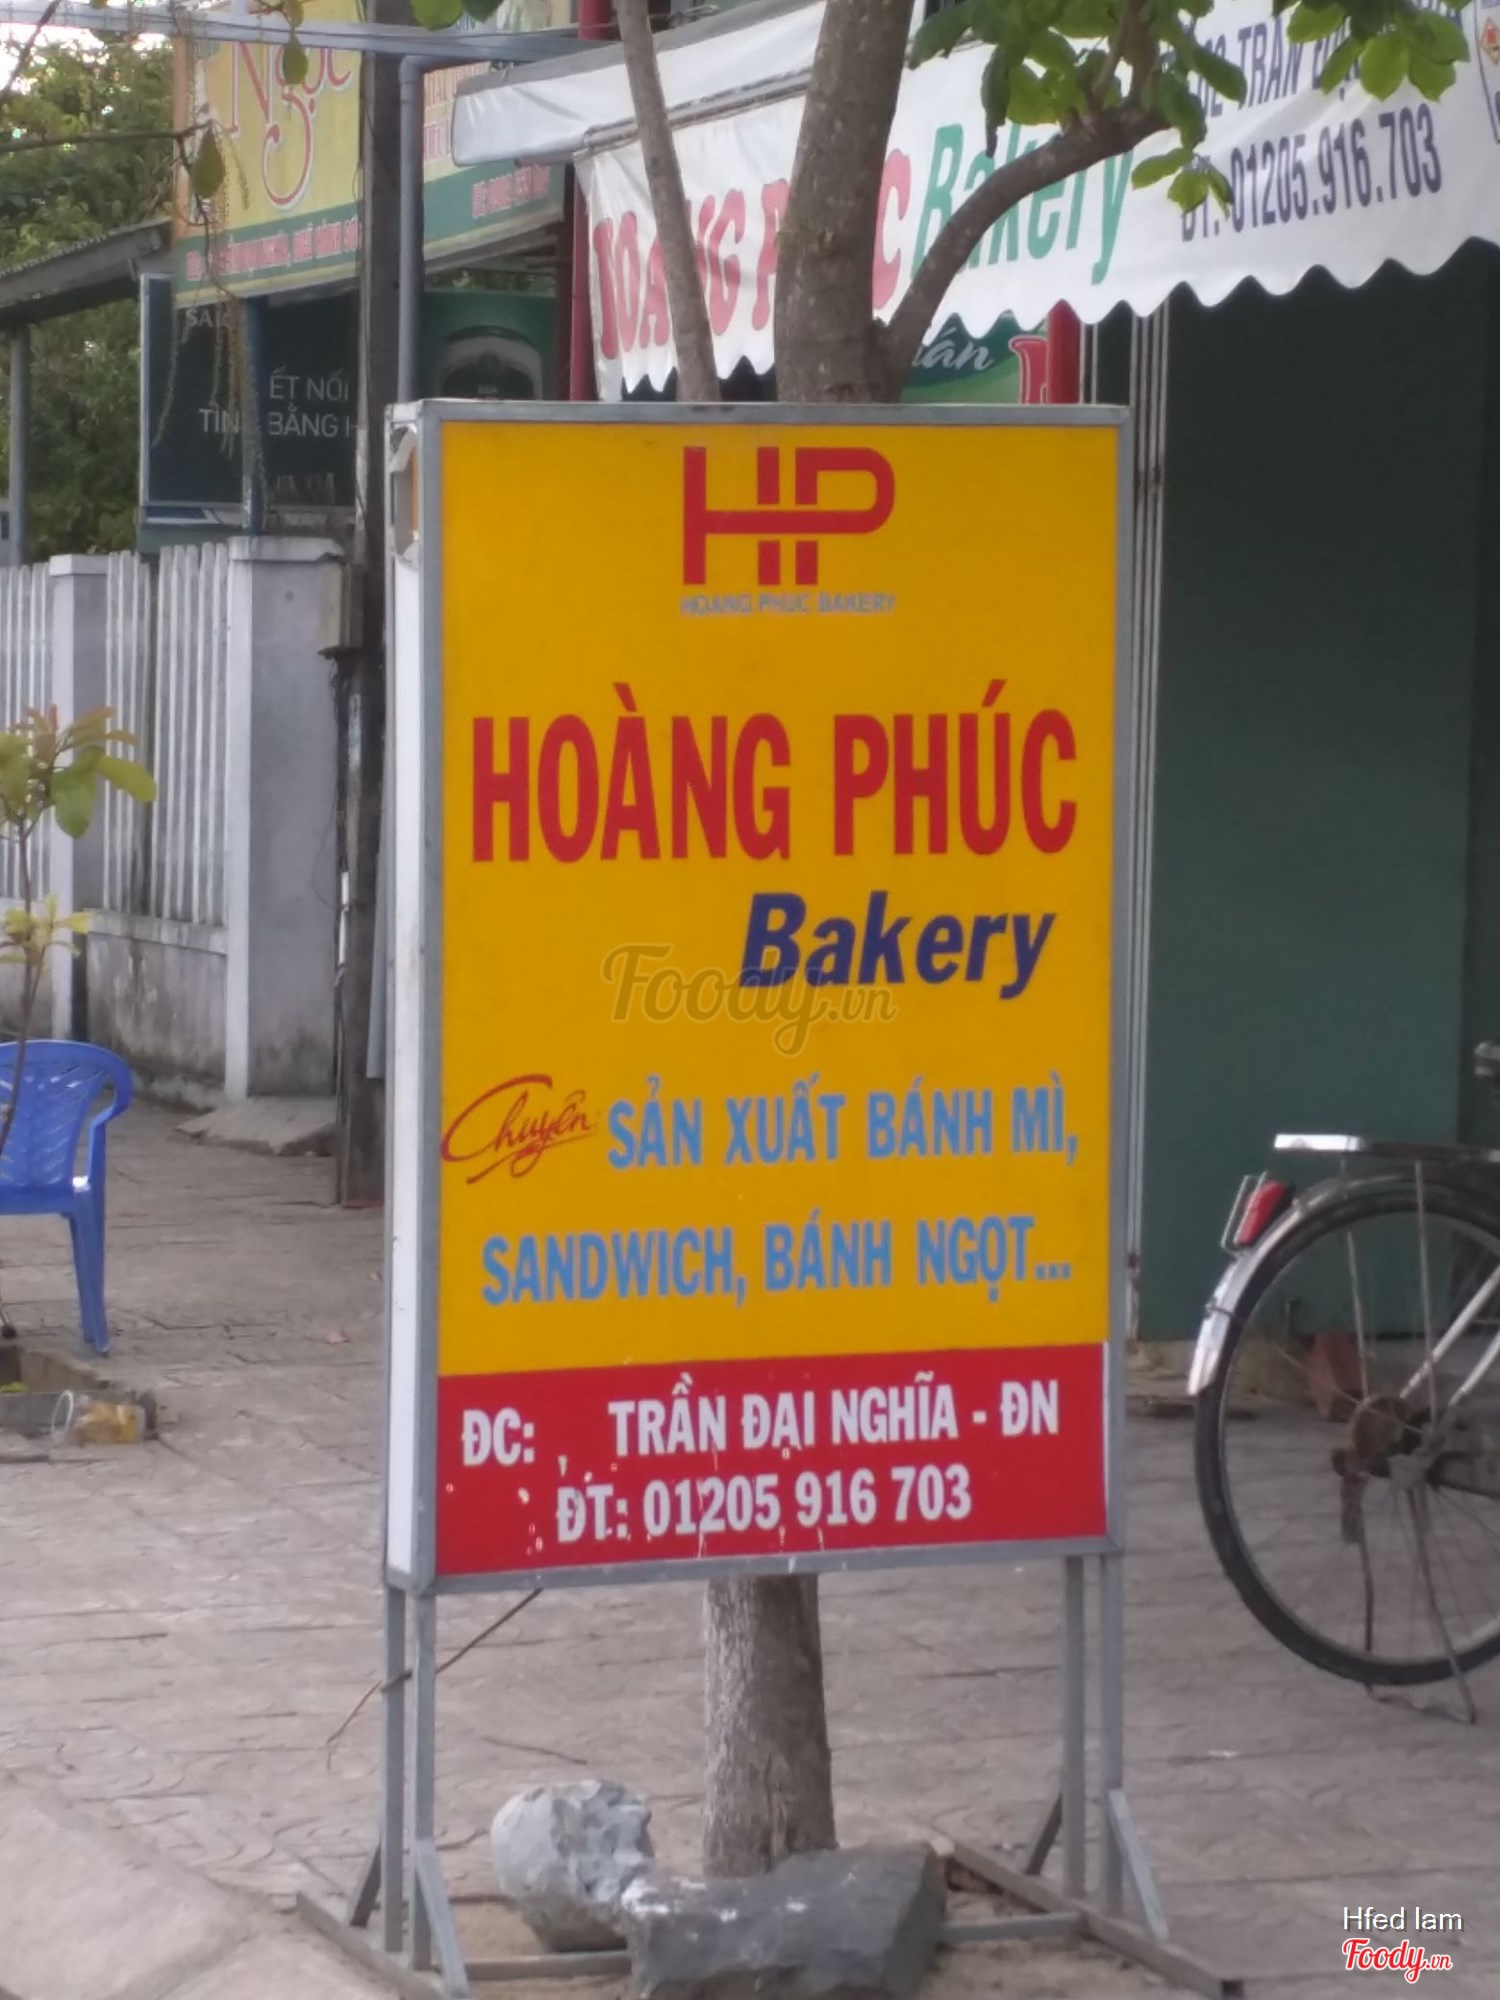 Ngọc
01205.916.703
Bakery
ẾT NỐI
BẰNG
HP
HOANG PHUC BAKERY
HOÀNG PHÚC
Bakery
Foody.vn
Chuyên: SẢN XUẤT BÁNH MÌ,
SANDWICH, BÁNH NGỌT...
ĐC: TRẦN ĐẠI NGHĨA - ĐN
ĐT: 01205 916 703
Hfed lam
Foody.vn